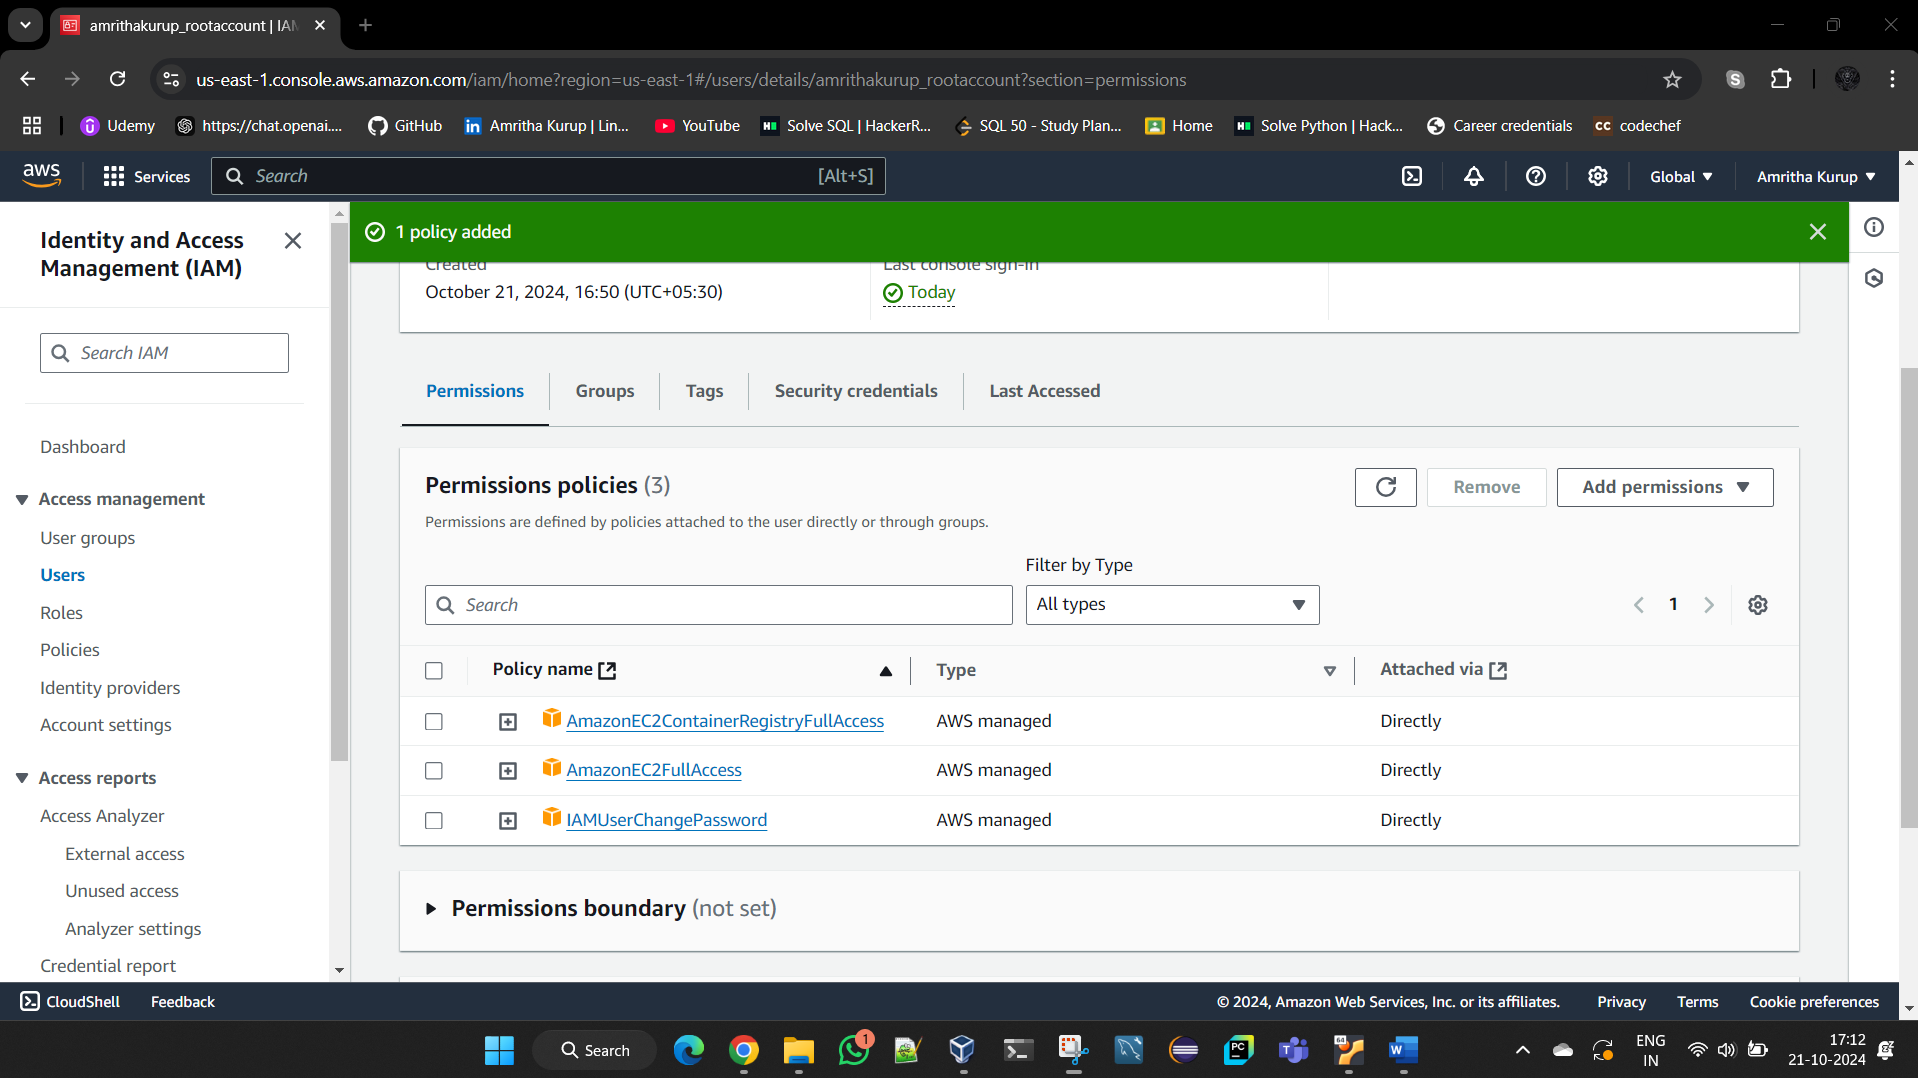 amrithakurup_rootaccount | IAM
us-east-1.console.aws.amazon.com/iam/home?region=us-east-1#/users/details/amrithakurup_rootaccount?section=permissions
Udemy https://chat.openai.... GitHub Amritha Kurup | Lin... YouTube Solve SQL | HackerR... SQL 50 - Study Plan... Home Solve Python | Hack... Career credentials codechef
aws Services Search [Alt+S] Global Amritha Kurup
Identity and Access
Management (IAM)
Search IAM
Dashboard
Access management
User groups
Users
Roles
Policies
Identity providers
Account settings
Access reports
Access Analyzer
External access
Unused access
Analyzer settings
Credential report
1 policy added
Created
October 21, 2024, 16:50 (UTC+05:30)
Last console sign-in
Today
Permissions Groups Tags Security credentials Last Accessed
Permissions policies (3)
Remove
Add permissions
Permissions are defined by policies attached to the user directly or through groups.
Filter by Type
Search
All types
1
Policy name Type Attached via
AmazonEC2ContainerRegistryFullAccess AWS managed Directly
AmazonEC2FullAccess AWS managed Directly
IAMUserChangePassword AWS managed Directly
Permissions boundary (not set)
CloudShell Feedback © 2024, Amazon Web Services, Inc. or its affiliates. Privacy Terms Cookie preferences
Search
1
PC
64
ENG
IN
17:12
21-10-2024